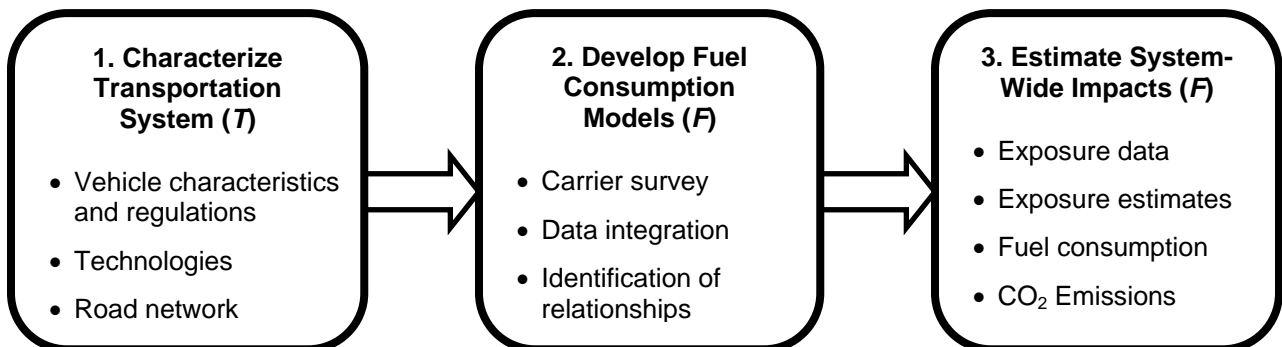 1. Characterize
Transportation
System (T)
• Vehicle characteristics
and regulations
• Technologies
• Road network
2. Develop Fuel
Consumption
Models (F)
• Carrier survey
• Data integration
• Identification of
relationships
3. Estimate System-
Wide Impacts (F)
• Exposure data
• Exposure estimates
• Fuel consumption
• CO₂ Emissions